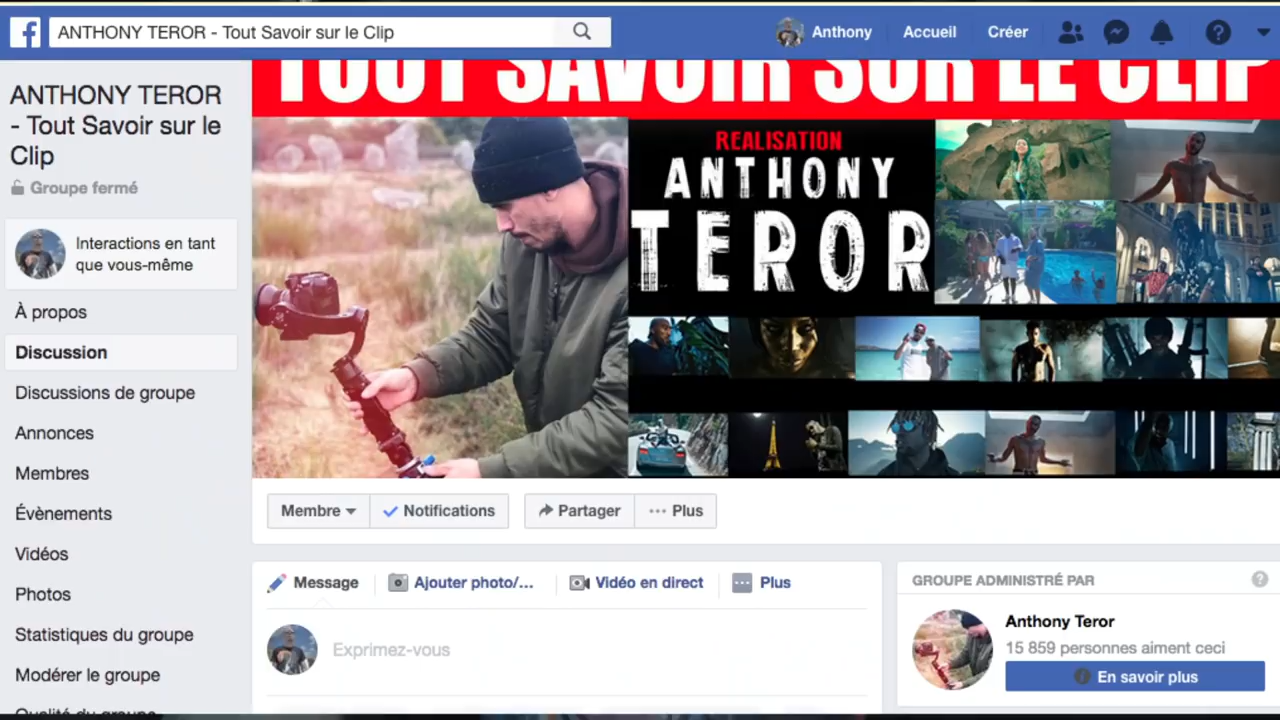 ANTHONY TEROR - Tout Savoir sur le Clip
Anthony
Accueil
Créer
ANTHONY TEROR
- Tout Savoir sur le
Clip
Groupe fermé
Interactions en tant
que vous-même
À propos
Discussion
Discussions de groupe
Annonces
Membres
Évènements
Vidéos
Photos
Statistiques du groupe
Modérer le groupe
Qualité du groupe
TOUT SAVOIR SUR LE CLIP
REALISATION
ANTHONY
TEROR
Membre
Notifications
Partager
Plus
Message
Ajouter photo/...
Vidéo en direct
Plus
Exprimez-vous
GROUPE ADMINISTRÉ PAR
Anthony Teror
15 859 personnes aiment ceci
En savoir plus